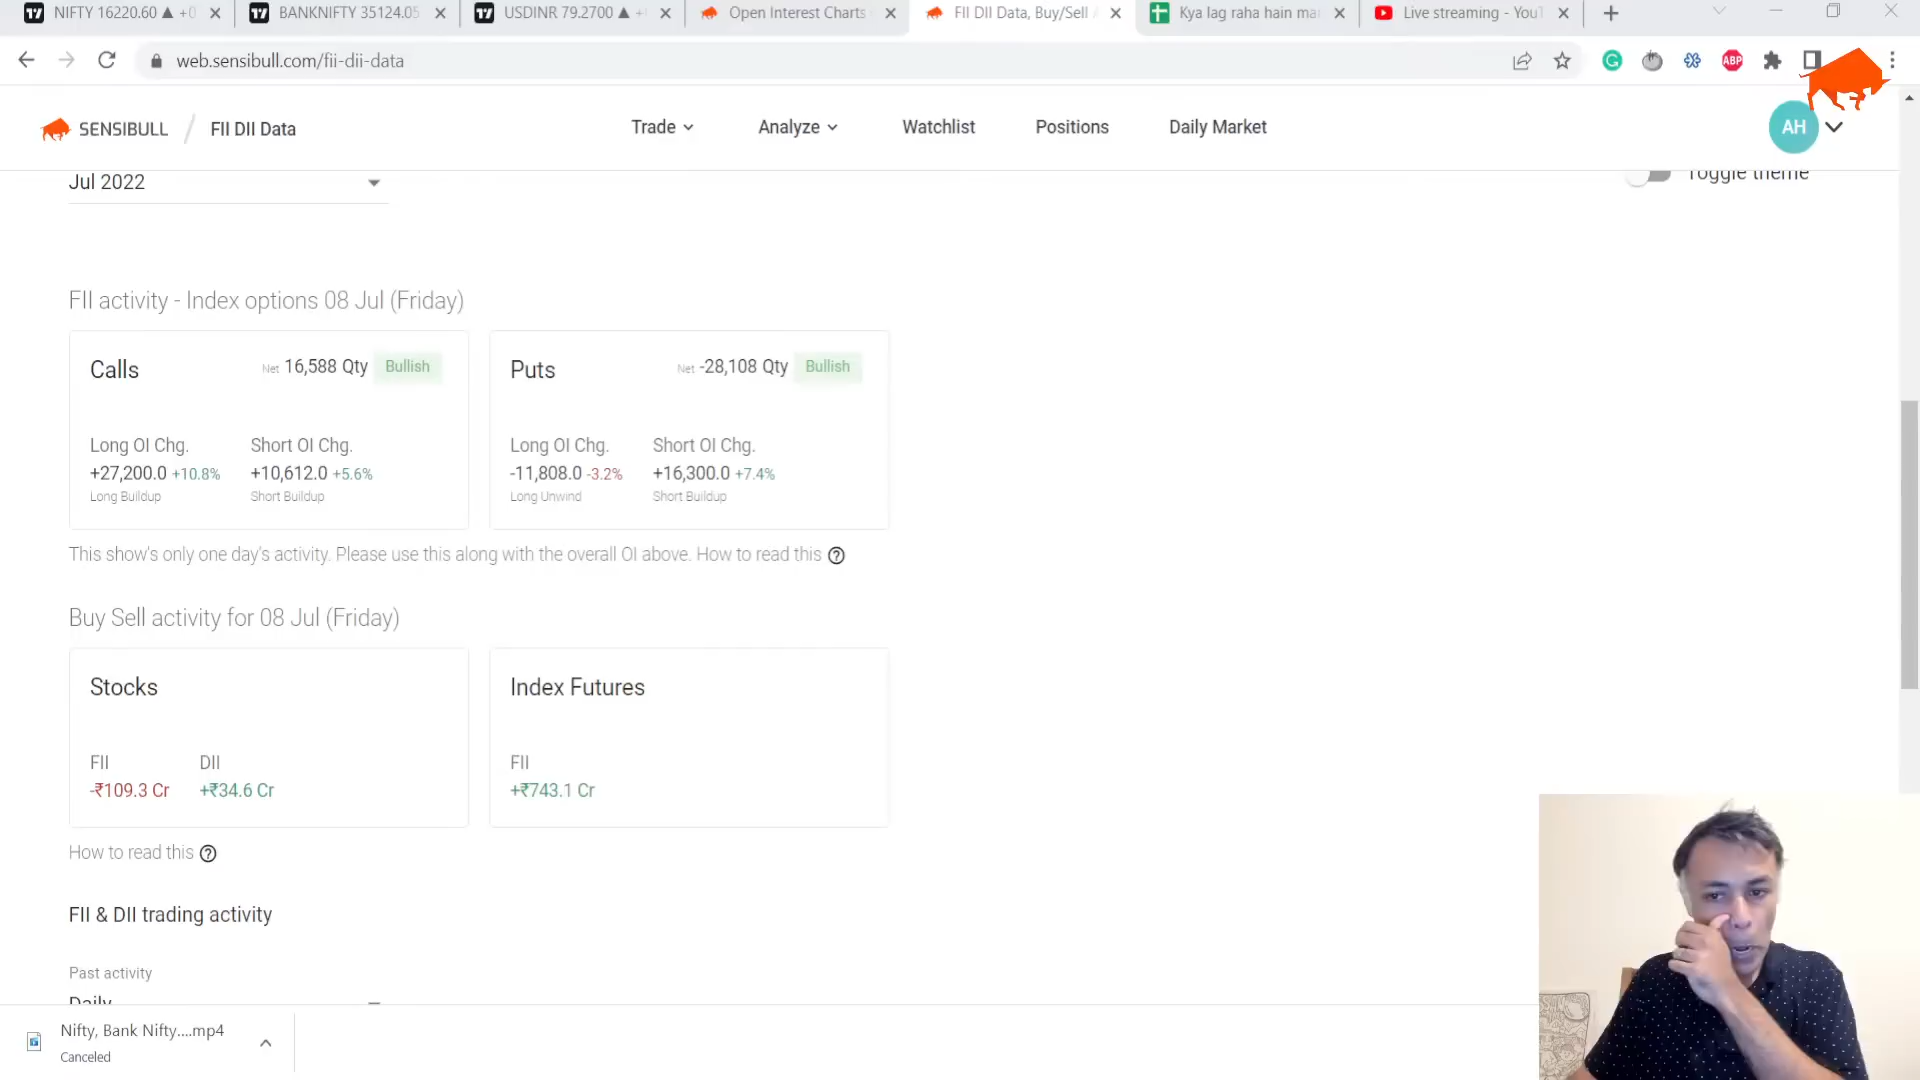 NIFTY 16220.60 ▲ +0
BANKNIFTY 35124.05
USDINR 79.2700 ▲ +
Open Interest Charts
FII DII Data, Buy/Sell
Kya lag raha hain ma
Live streaming - YouT
web.sensibull.com/fii-dii-data
G
ABP
SENSIBULL / FII DII Data
Trade
Analyze
Watchlist
Positions
Daily Market
AH
Jul 2022
Toggle theme
FII activity - Index options 08 Jul (Friday)
Calls
Net 16,588 Qty Bullish
Long OI Chg.
+27,200.0 +10.8%
Long Buildup
Short OI Chg.
+10,612.0 +5.6%
Short Buildup
Puts
Net -28,108 Qty Bullish
Long OI Chg.
-11,808.0 -3.2%
Long Unwind
Short OI Chg.
+16,300.0 +7.4%
Short Buildup
This show's only one day's activity. Please use this along with the overall OI above. How to read this
Buy Sell activity for 08 Jul (Friday)
Stocks
FII
-₹109.3 Cr
DII
+₹34.6 Cr
Index Futures
FII
+₹743.1 Cr
How to read this
FII & DII trading activity
Past activity
Daily
Nifty, Bank Nifty....mp4
Canceled